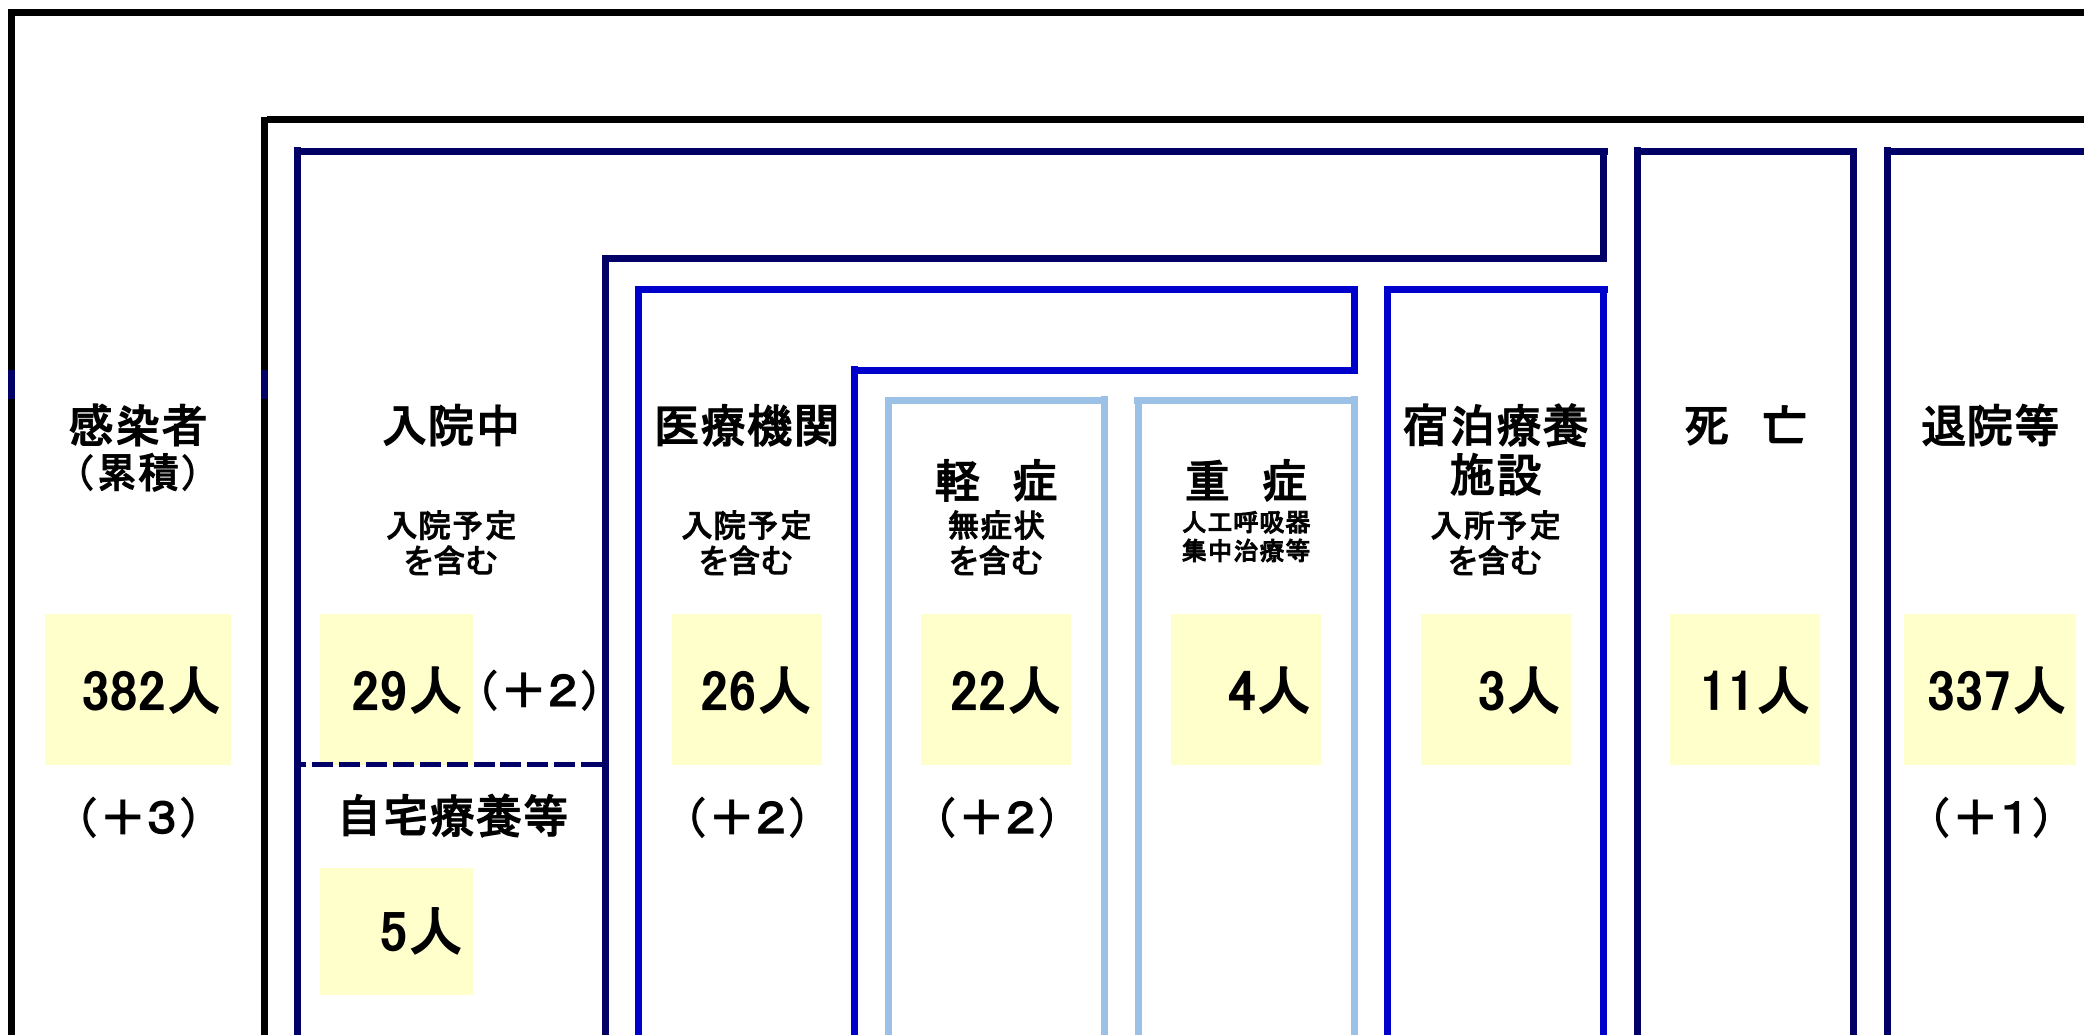 感染者
（累積）
382人
（＋3）
入院中
入院予定
を含む
29人（＋2）
自宅療養等
5人
医療機関
入院予定
を含む
26人
（＋2）
軽　症
無症状
を含む
22人
（＋2）
重　症
人工呼吸器
集中治療等
4人
宿泊療養
施設
入所予定
を含む
3人
死　亡
11人
退院等
337人
（＋1）